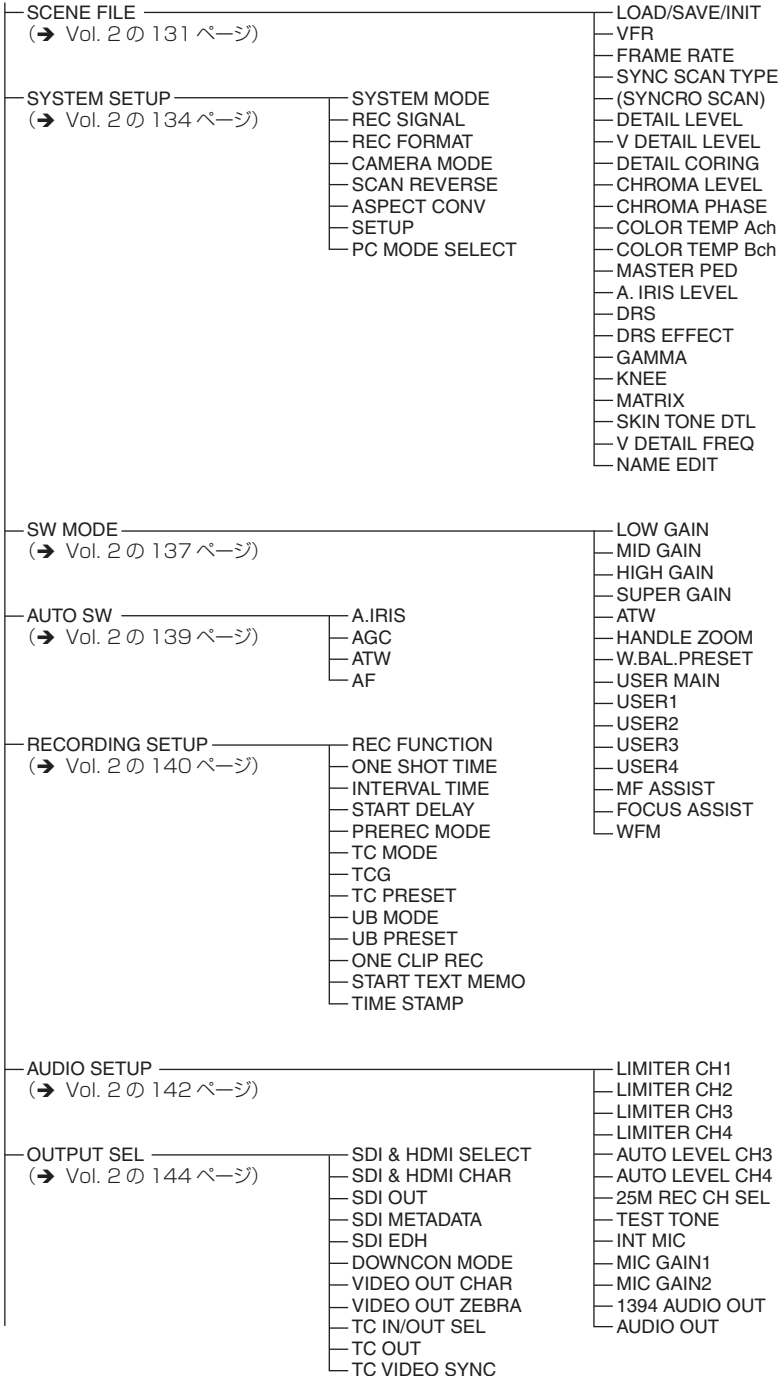 SCENE FILE
(➔ Vol. 2 の 131 ページ)
LOAD/SAVE/INIT
VFR
FRAME RATE
SYNC SCAN TYPE
(SYNCRO SCAN)
DETAIL LEVEL
V DETAIL LEVEL
DETAIL CORING
CHROMA LEVEL
CHROMA PHASE
COLOR TEMP Ach
COLOR TEMP Bch
MASTER PED
A. IRIS LEVEL
DRS
DRS EFFECT
GAMMA
KNEE
MATRIX
SKIN TONE DTL
V DETAIL FREQ
NAME EDIT
SYSTEM SETUP
(➔ Vol. 2 の 134 ページ)
SYSTEM MODE
REC SIGNAL
REC FORMAT
CAMERA MODE
SCAN REVERSE
ASPECT CONV
SETUP
PC MODE SELECT
SW MODE
(➔ Vol. 2 の 137 ページ)
LOW GAIN
MID GAIN
HIGH GAIN
SUPER GAIN
ATW
HANDLE ZOOM
W.BAL.PRESET
USER MAIN
USER1
USER2
USER3
USER4
MF ASSIST
FOCUS ASSIST
WFM
AUTO SW
(➔ Vol. 2 の 139 ページ)
A.IRIS
AGC
ATW
AF
RECORDING SETUP
(➔ Vol. 2 の 140 ページ)
REC FUNCTION
ONE SHOT TIME
INTERVAL TIME
START DELAY
PREREC MODE
TC MODE
TCG
TC PRESET
UB MODE
UB PRESET
ONE CLIP REC
START TEXT MEMO
TIME STAMP
AUDIO SETUP
(➔ Vol. 2 の 142 ページ)
LIMITER CH1
LIMITER CH2
LIMITER CH3
LIMITER CH4
AUTO LEVEL CH3
AUTO LEVEL CH4
25M REC CH SEL
TEST TONE
INT MIC
MIC GAIN1
MIC GAIN2
1394 AUDIO OUT
AUDIO OUT
OUTPUT SEL
(➔ Vol. 2 の 144 ページ)
SDI & HDMI SELECT
SDI & HDMI CHAR
SDI OUT
SDI METADATA
SDI EDH
DOWNCON MODE
VIDEO OUT CHAR
VIDEO OUT ZEBRA
TC IN/OUT SEL
TC OUT
TC VIDEO SYNC